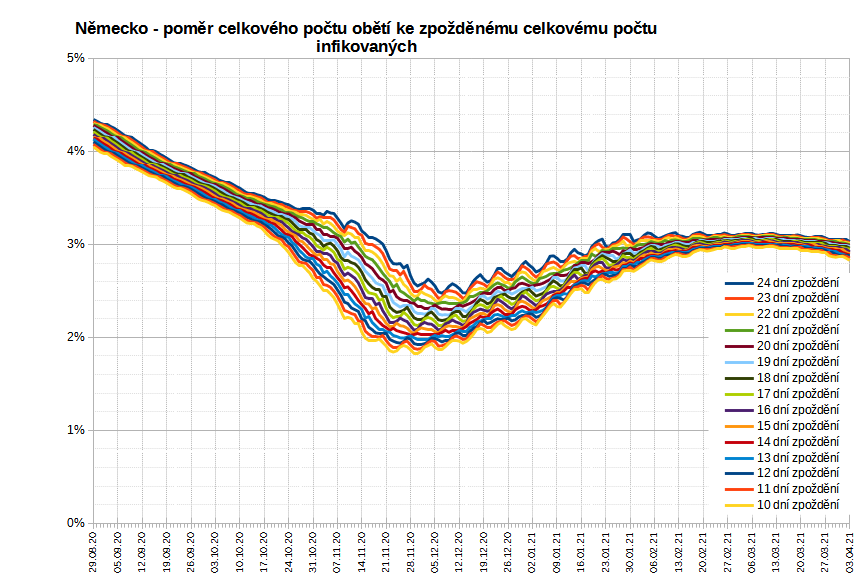 Německo - poměr celkového počtu obětí ke zpožděnému celkovému počtu
infikovaných
5%
4%
3%
2%
1%
0%
24 dní zpoždění
23 dní zpoždění
22 dní zpoždění
21 dní zpoždění
20 dní zpoždění
19 dní zpoždění
18 dní zpoždění
17 dní zpoždění
16 dní zpoždění
15 dní zpoždění
14 dní zpoždění
13 dní zpoždění
12 dní zpoždění
11 dní zpoždění
10 dní zpoždění
29.08.20
05.09.20
12.09.20
19.09.20
26.09.20
03.10.20
10.10.20
17.10.20
24.10.20
31.10.20
07.11.20
14.11.20
21.11.20
28.11.20
05.12.20
12.12.20
19.12.20
26.12.20
02.01.21
09.01.21
16.01.21
23.01.21
30.01.21
06.02.21
13.02.21
20.02.21
27.02.21
06.03.21
13.03.21
20.03.21
27.03.21
03.04.21